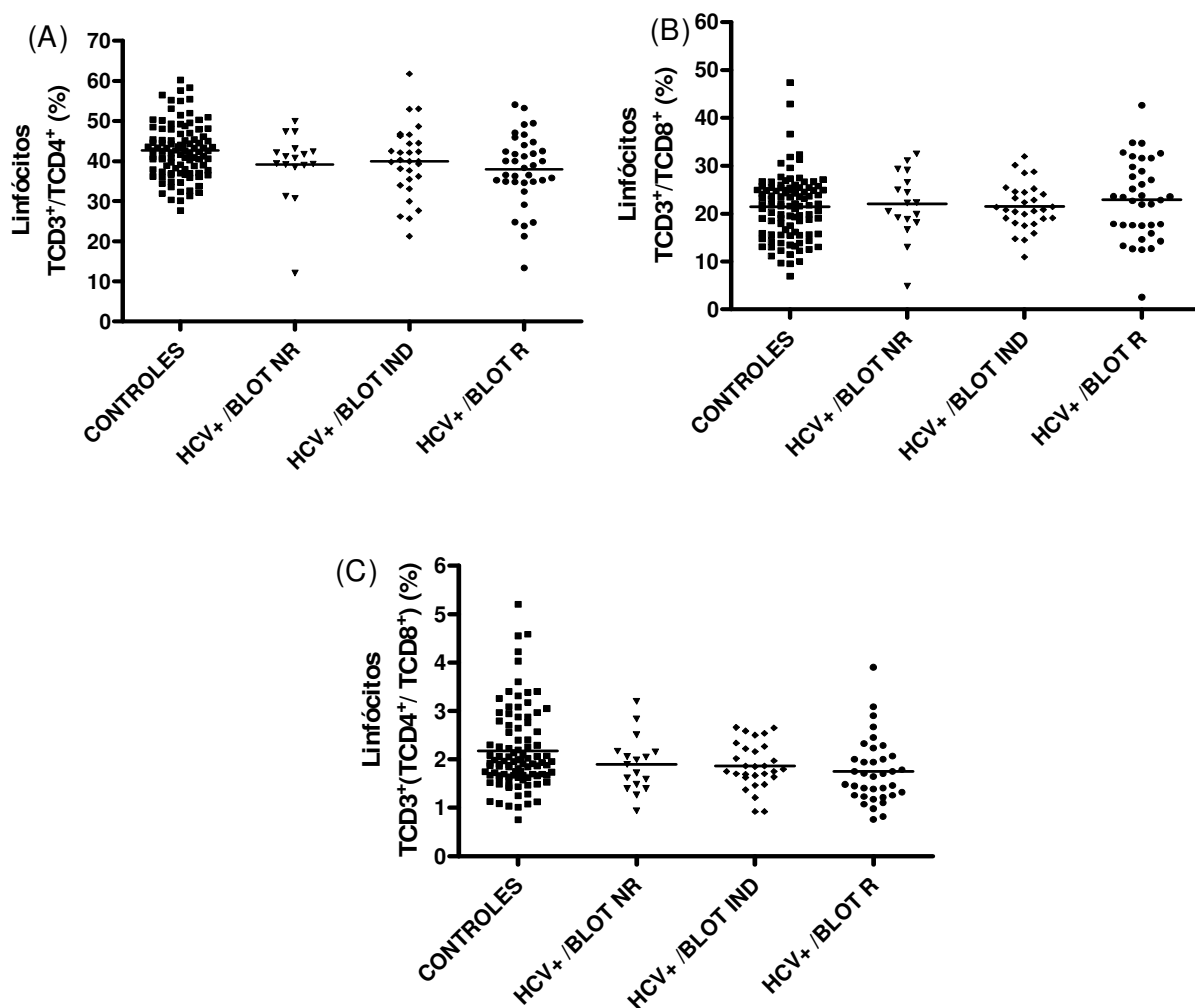 (A)
Linfócitos
TCD3⁺/TCD4⁺ (%)
70
60
50
40
30
20
10
0
CONTROLES
HCV+ /BLOT NR
HCV+ /BLOT IND
HCV+ /BLOT R
(B)
Linfócitos
TCD3⁺/TCD8⁺ (%)
60
50
40
30
20
10
0
CONTROLES
HCV+ /BLOT NR
HCV+ /BLOT IND
HCV+ /BLOT R
(C)
Linfócitos
TCD3⁺(TCD4⁺/ TCD8⁺) (%)
6
5
4
3
2
1
0
CONTROLES
HCV+ /BLOT NR
HCV+ /BLOT IND
HCV+ /BLOT R